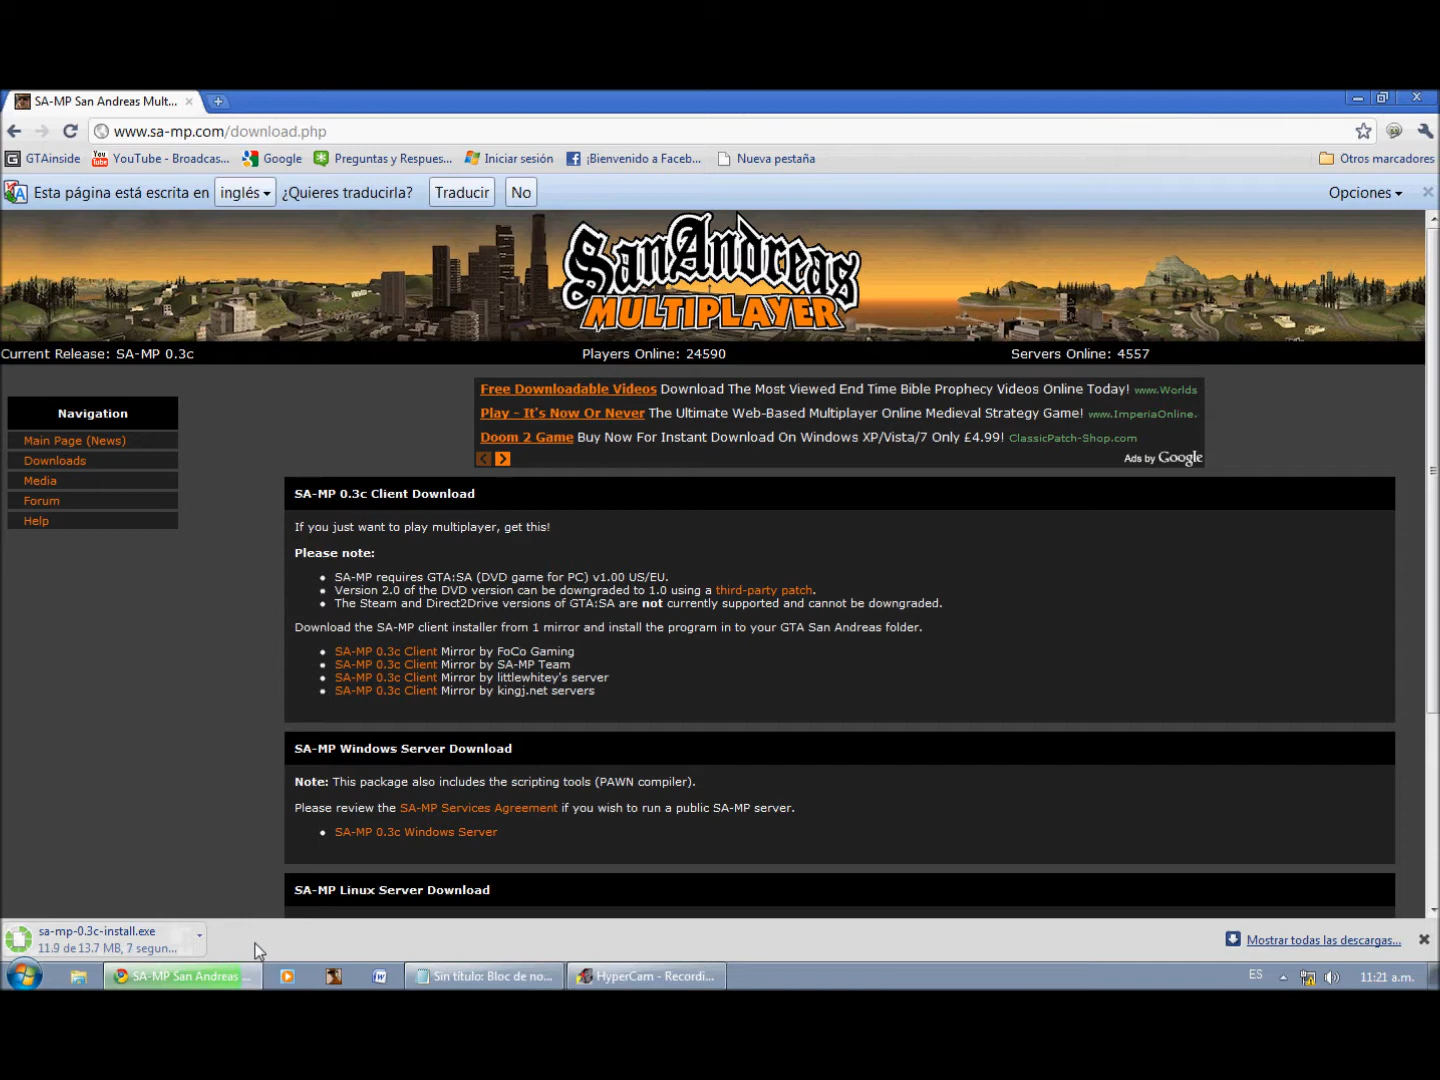 SA-MP San Andreas Mult...
www.sa-mp.com/download.php
GTAinside YouTube - Broadcas... Google Preguntas y Respues... Iniciar sesión ¡Bienvenido a Faceb... Nueva pestaña Otros marcadores
Esta página está escrita en inglés ¿Quieres traducirla? Traducir No Opciones
San Andreas
MULTIPLAYER
Current Release: SA-MP 0.3c Players Online: 24590 Servers Online: 4557
Free Downloadable Videos Download The Most Viewed End Time Bible Prophecy Videos Online Today! www.Worlds
Play - It's Now Or Never The Ultimate Web-Based Multiplayer Online Medieval Strategy Game! www.ImperiaOnline.
Doom 2 Game Buy Now For Instant Download On Windows XP/Vista/7 Only £4.99! ClassicPatch-Shop.com
Ads by Google
Navigation
Main Page (News)
Downloads
Media
Forum
Help
SA-MP 0.3c Client Download
If you just want to play multiplayer, get this!
Please note:
SA-MP requires GTA:SA (DVD game for PC) v1.00 US/EU.
Version 2.0 of the DVD version can be downgraded to 1.0 using a third-party patch.
The Steam and Direct2Drive versions of GTA:SA are not currently supported and cannot be downgraded.
Download the SA-MP client installer from 1 mirror and install the program in to your GTA San Andreas folder.
SA-MP 0.3c Client Mirror by FoCo Gaming
SA-MP 0.3c Client Mirror by SA-MP Team
SA-MP 0.3c Client Mirror by littlewhitey's server
SA-MP 0.3c Client Mirror by kingj.net servers
SA-MP Windows Server Download
Note: This package also includes the scripting tools (PAWN compiler).
Please review the SA-MP Services Agreement if you wish to run a public SA-MP server.
SA-MP 0.3c Windows Server
SA-MP Linux Server Download
sa-mp-0.3c-install.exe
11.9 de 13.7 MB, 7 segun...
Mostrar todas las descargas...
SA-MP San Andreas ... Sin título: Bloc de no... HyperCam - Recordi... ES 11:21 a.m.